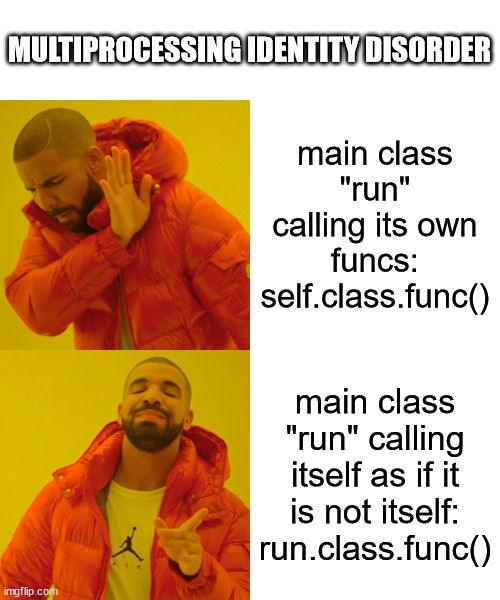 MULTIPROCESSING IDENTITY DISORDER
main class
"run"
calling its own
funcs:
self.class.func()
main class
"run" calling
itself as if it
is not itself:
run.class.func()
imgflip.com